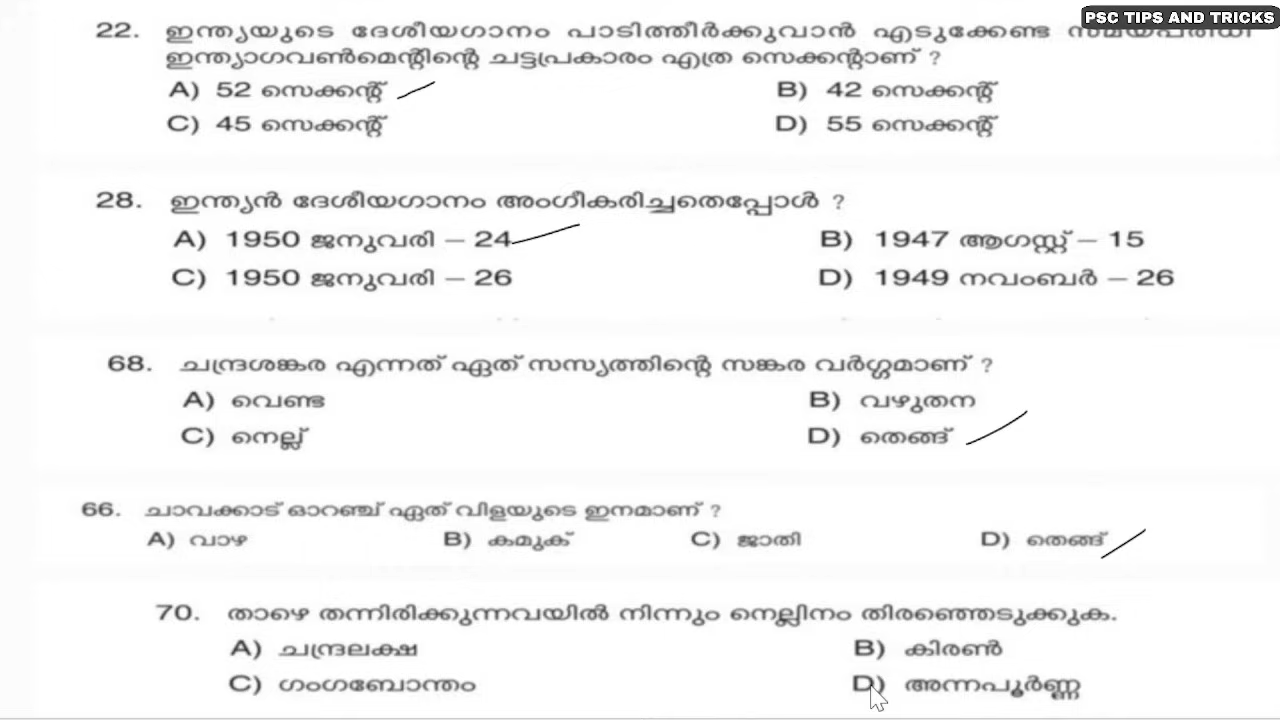 PSC TIPS AND TRICKS
22. ഇന്ത്യയുടെ ദേശീയഗാനം പാടിത്തീർക്കുവാൻ എടുക്കേണ്ട സമയപരിധി
ഇന്ത്യാഗവൺമെന്റിന്റെ ചട്ടപ്രകാരം എത്ര സെക്കന്റാണ് ?
A) 52 സെക്കന്റ് B) 42 സെക്കന്റ്
C) 45 സെക്കന്റ് D) 55 സെക്കന്റ്
28. ഇന്ത്യൻ ദേശീയഗാനം അംഗീകരിച്ചതെപ്പോൾ ?
A) 1950 ജനുവരി – 24 B) 1947 ആഗസ്റ്റ് – 15
C) 1950 ജനുവരി – 26 D) 1949 നവംബർ – 26
68. ചന്ദ്രശങ്കര എന്നത് ഏത് സസ്യത്തിന്റെ സങ്കര വർഗ്ഗമാണ് ?
A) വെണ്ട B) വഴുതന
C) നെല്ല് D) തെങ്ങ്
66. ചാവക്കാട് ഓറഞ്ച് ഏത് വിളയുടെ ഇനമാണ് ?
A) വാഴ B) കമുക് C) ജാതി D) തെങ്ങ്
70. താഴെ തന്നിരിക്കുന്നവയിൽ നിന്നും നെല്ലിനം തിരഞ്ഞെടുക്കുക.
A) ചന്ദ്രലക്ഷ B) കിരൺ
C) ഗംഗബോന്തം D) അന്നപൂർണ്ണ